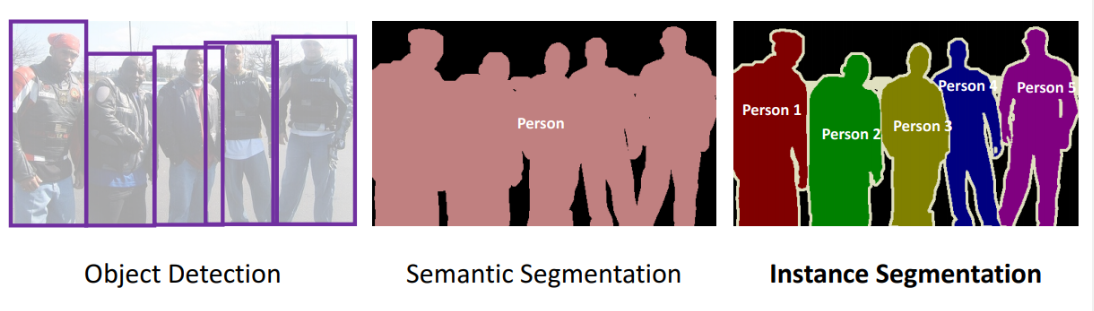 Person
Person 1
Person 2
Person 3
Person 4
Person 5
Object Detection
Semantic Segmentation
Instance Segmentation